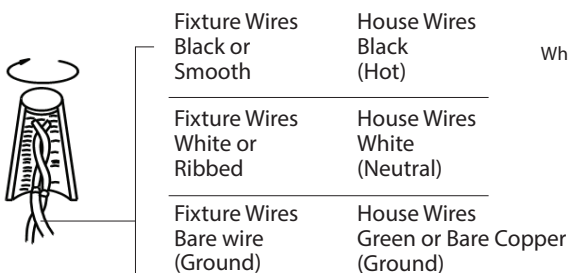 Fixture Wires House Wires
Black or Black
Smooth (Hot)
Wh
Fixture Wires House Wires
White or White
Ribbed (Neutral)
Fixture Wires House Wires
Bare wire Green or Bare Copper
(Ground) (Ground)